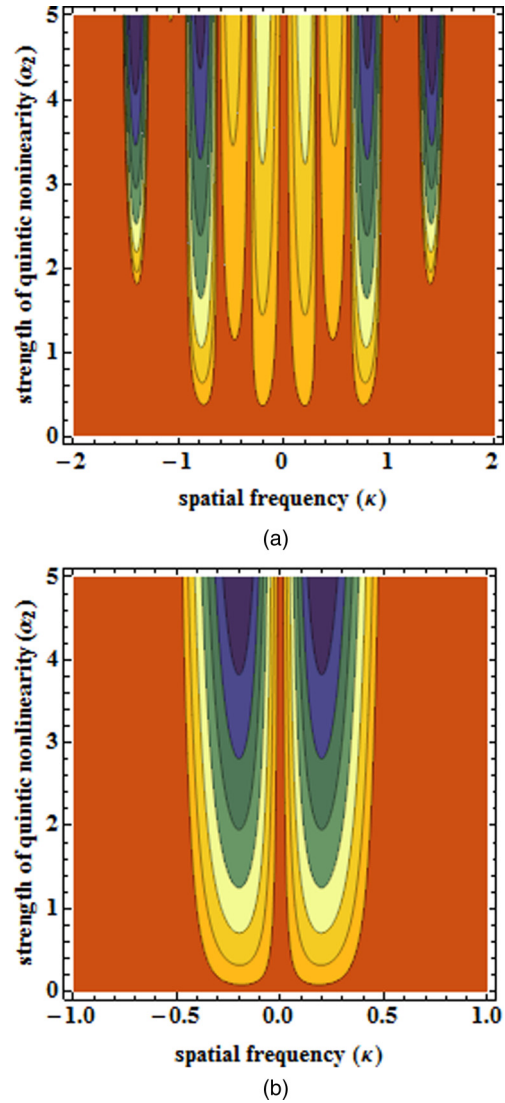 5
4
3
2
1
0
strength of quintic noninearity (α2)
−2 −1 0 1 2
spatial frequency (κ)
(a)
5
4
3
2
1
0
strength of quintic nonlinearity (α2)
−1.0 −0.5 0.0 0.5 1.0
spatial frequency (κ)
(b)